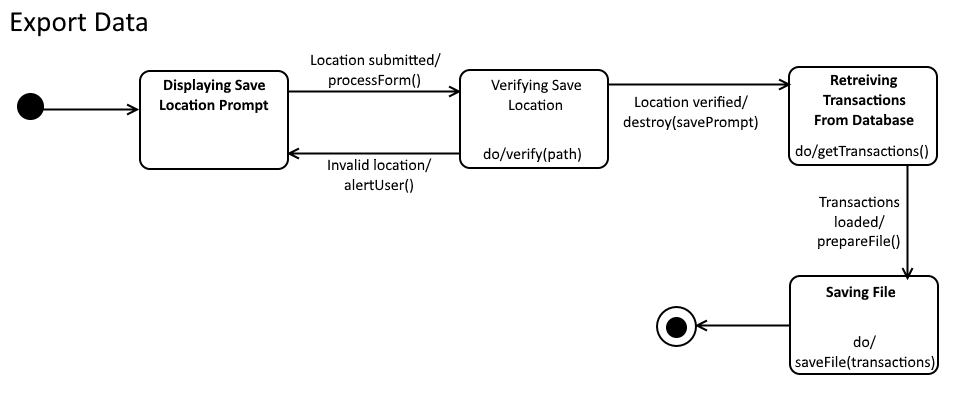 Export Data
Displaying Save
Location Prompt
Location submitted/
processForm()
Invalid location/
alertUser()
Verifying Save
Location
do/verify(path)
Location verified/
destroy(savePrompt)
Retreiving
Transactions
From Database
do/getTransactions()
Transactions
loaded/
prepareFile()
Saving File
do/
saveFile(transactions)